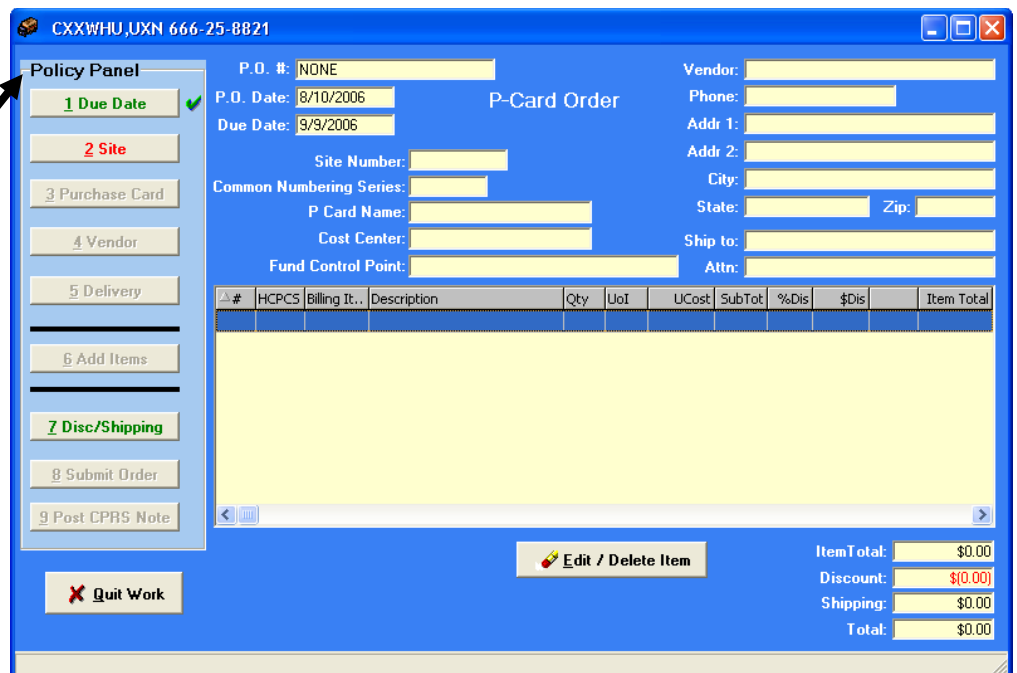 CXXWHU,UXN 666-25-8821
Policy Panel
1 Due Date
2 Site
3 Purchase Card
4 Vendor
5 Delivery
6 Add Items
7 Disc/Shipping
8 Submit Order
9 Post CPRS Note
Quit Work
P.O. #: NONE
P.O. Date: 8/10/2006
Due Date: 9/9/2006
P-Card Order
Site Number:
Common Numbering Series:
P Card Name:
Cost Center:
Fund Control Point:
Vendor:
Phone:
Addr 1:
Addr 2:
City:
State: Zip:
Ship to:
Attn:
# HCPCS Billing It.. Description Qty UoI UCost SubTot %Dis $Dis Item Total
Edit / Delete Item
ItemTotal: $0.00
Discount: $(0.00)
Shipping: $0.00
Total: $0.00